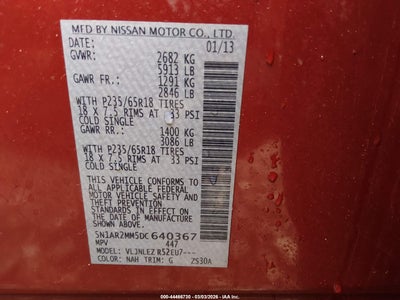 MFD BY NISSAN MOTOR CO., LTD.
DATE: 01/13
GVWR: 2682 KG
5913 LB
GAWR FR.: 1291 KG
2846 LB
WITH P235/65R18 TIRES
18 X 7.5 RIMS AT 33 PSI
COLD SINGLE
GAWR RR.: 1400 KG
3086 LB
WITH P235/65R18 TIRES
18 X 7.5 RIMS AT 33 PSI
COLD SINGLE
THIS VEHICLE CONFORMS TO
ALL APPLICABLE FEDERAL
MOTOR VEHICLE SAFETY AND
THEFT PREVENTION STANDARDS
IN EFFECT ON THE DATE OF
MANUFACTURE SHOWN ABOVE.
5N1AR2MM5DC640367
MPV 447
MODEL: VLJNLEZ R52EU7---
COLOR: NAH TRIM: G ZS30A
© IMAGE - 44466730 - 03/03/2026 - COPYRIGHT IAA, LLC